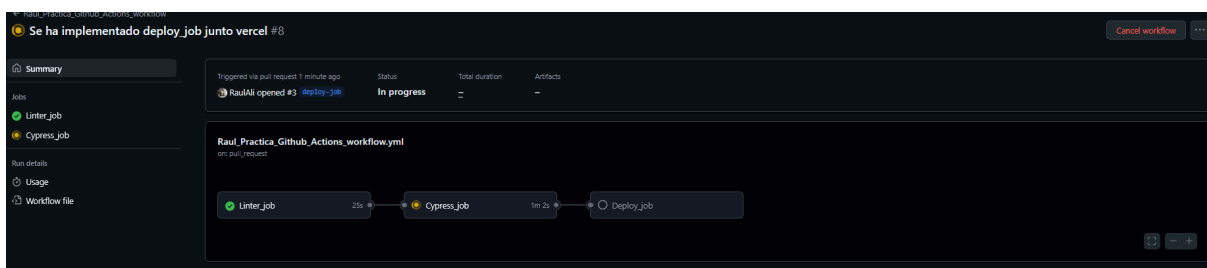 ← Raul_Practica_Github_Actions_workflow
Se ha implementado deploy_job junto vercel #8
Cancel workflow
Summary
Jobs
Linter_job
Cypress_job
Run details
Usage
Workflow file
Triggered via pull request 1 minute ago
RaulAli opened #3 deploy-job
Status
In progress
Total duration
–
Artifacts
–
Raul_Practica_Github_Actions_workflow.yml
on: pull_request
Linter_job 25s
Cypress_job 1m 2s
Deploy_job